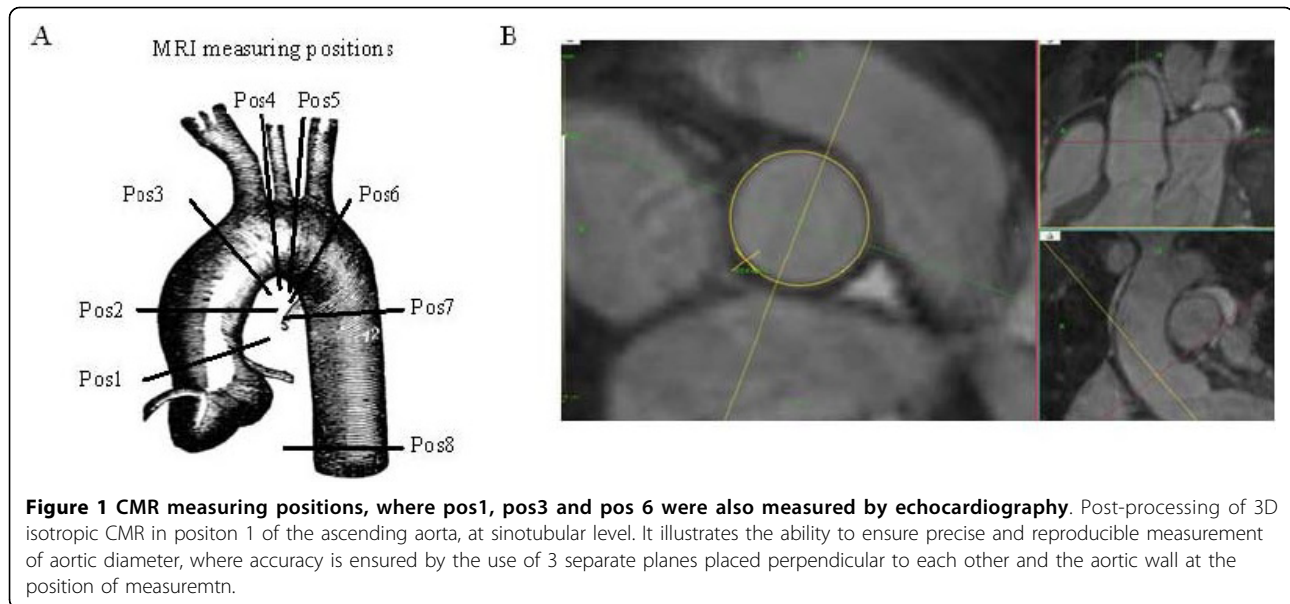 A
MRI measuring positions
B
Pos4
Pos5
Pos3
Pos6
Pos2
Pos7
Pos1
Pos8
Figure 1 CMR measuring positions, where pos1, pos3 and pos 6 were also measured by echocardiography. Post-processing of 3D
isotropic CMR in positon 1 of the ascending aorta, at sinotubular level. It illustrates the ability to ensure precise and reproducible measurement
of aortic diameter, where accuracy is ensured by the use of 3 separate planes placed perpendicular to each other and the aortic wall at the
position of measuremtn.